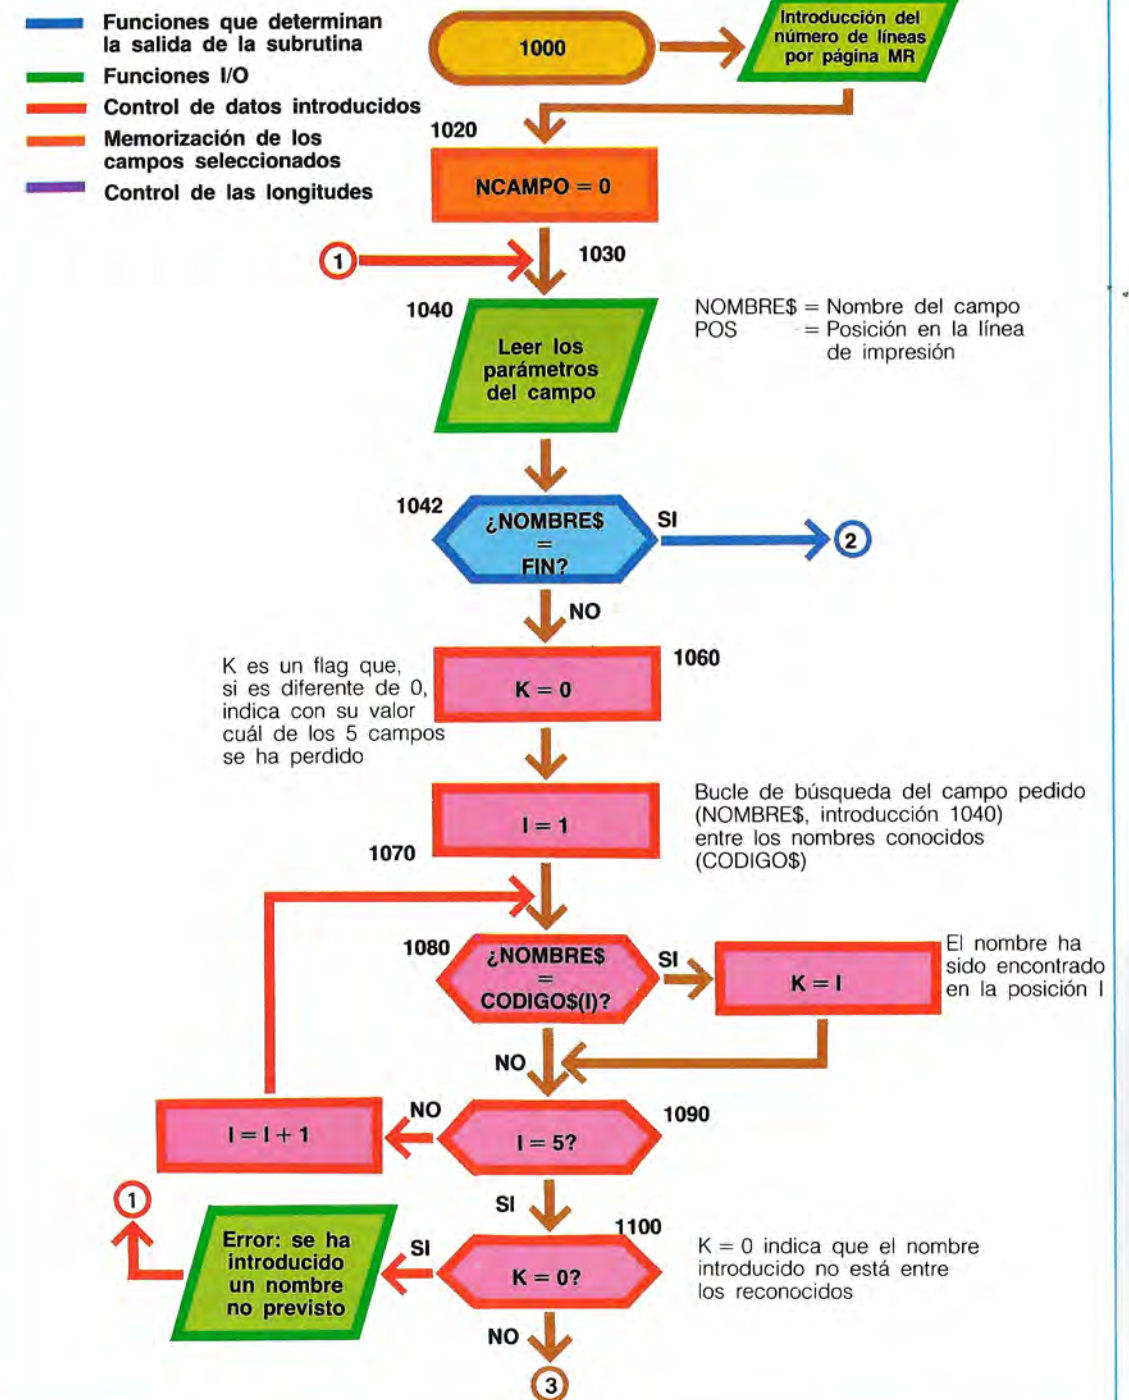 Funciones que determinan
la salida de la subrutina
Funciones I/O
Control de datos introducidos
Memorización de los
campos seleccionados
Control de las longitudes
1000
Introducción del
número de líneas
por página MR
1020
NCAMPO = 0
1
1030
1040
Leer los
parámetros
del campo
NOMBRE$ = Nombre del campo
POS = Posición en la línea
de impresión
1042
¿NOMBRE$
=
FIN?
SI
2
NO
K es un flag que,
si es diferente de 0,
indica con su valor
cuál de los 5 campos
se ha perdido
1060
K = 0
I = 1
Bucle de búsqueda del campo pedido
(NOMBRE$, introducción 1040)
entre los nombres conocidos
(CODIGO$)
1070
1080
¿NOMBRE$
=
CODIGO$(I)?
SI
K = I
El nombre ha
sido encontrado
en la posición I
NO
I = I + 1
NO
I = 5?
1090
SI
1
Error: se ha
introducido
un nombre
no previsto
SI
1100
K = 0?
K = 0 indica que el nombre
introducido no está entre
los reconocidos
NO
3